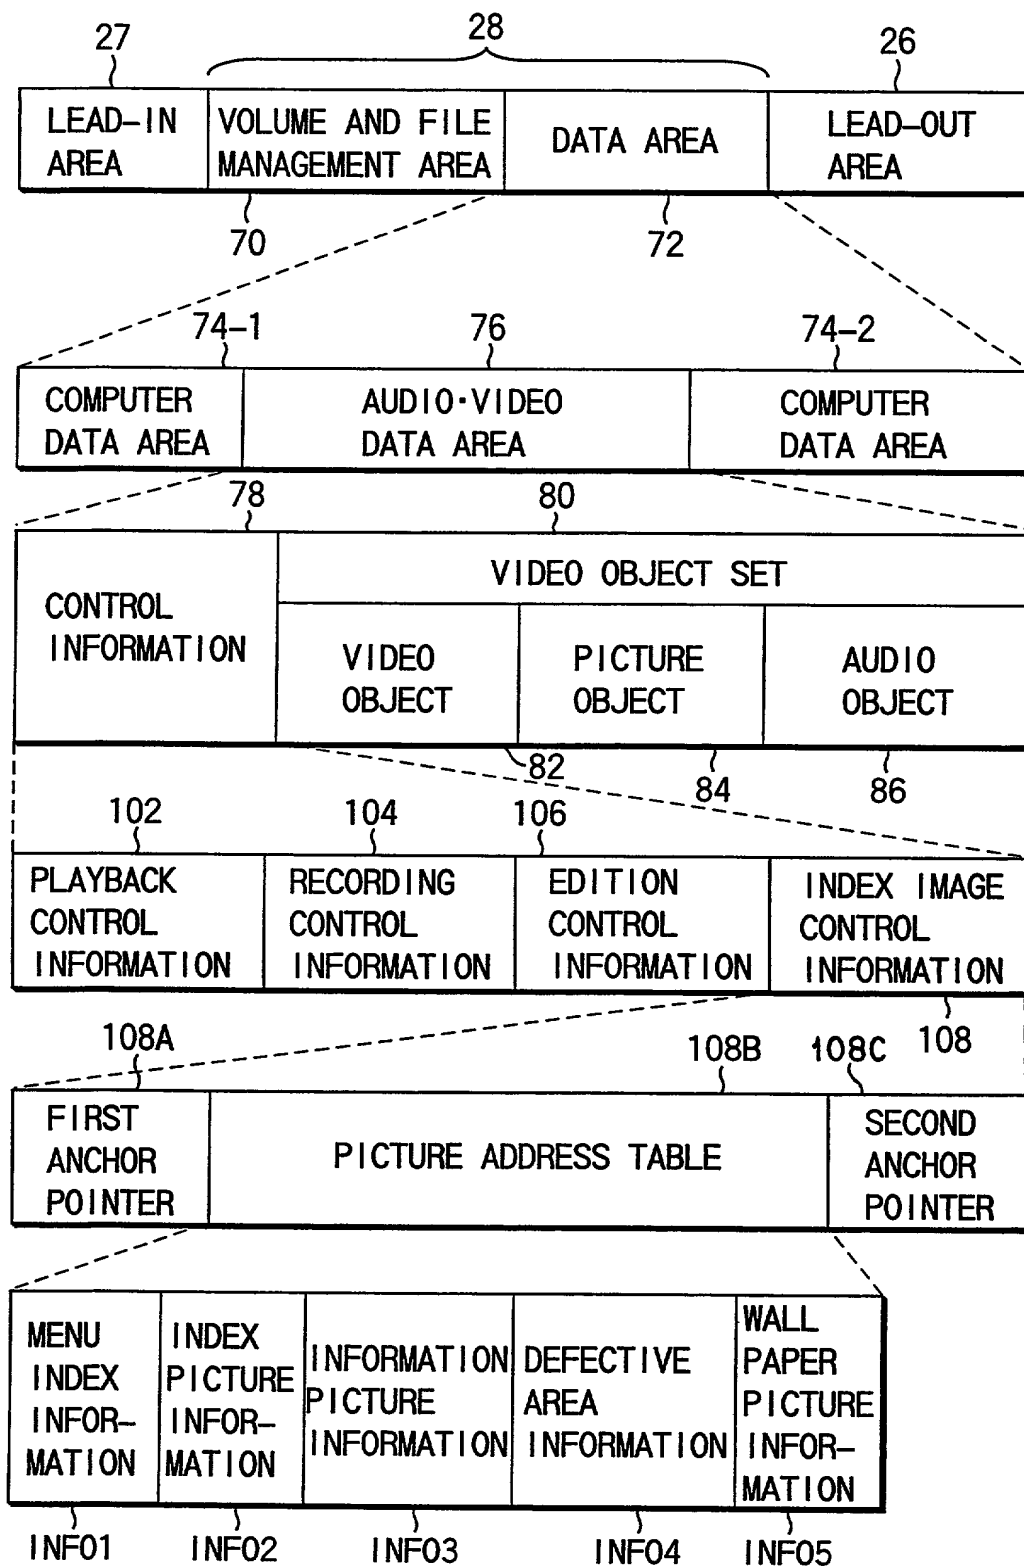 27
28
26
LEAD-IN
AREA
VOLUME AND FILE
MANAGEMENT AREA
DATA AREA
LEAD-OUT
AREA
70
72
74-1
76
74-2
COMPUTER
DATA AREA
AUDIO·VIDEO
DATA AREA
COMPUTER
DATA AREA
78
80
CONTROL
INFORMATION
VIDEO OBJECT SET
VIDEO
OBJECT
PICTURE
OBJECT
AUDIO
OBJECT
82
84
86
102
104
106
PLAYBACK
CONTROL
INFORMATION
RECORDING
CONTROL
INFORMATION
EDITION
CONTROL
INFORMATION
INDEX IMAGE
CONTROL
INFORMATION
108
108A
108B
108C
FIRST
ANCHOR
POINTER
PICTURE ADDRESS TABLE
SECOND
ANCHOR
POINTER
MENU
INDEX
INFOR-
MATION
INDEX
PICTURE
INFOR-
MATION
INFORMATION
PICTURE
INFORMATION
DEFECTIVE
AREA
INFORMATION
WALL
PAPER
PICTURE
INFOR-
MATION
INFO1
INFO2
INFO3
INFO4
INFO5